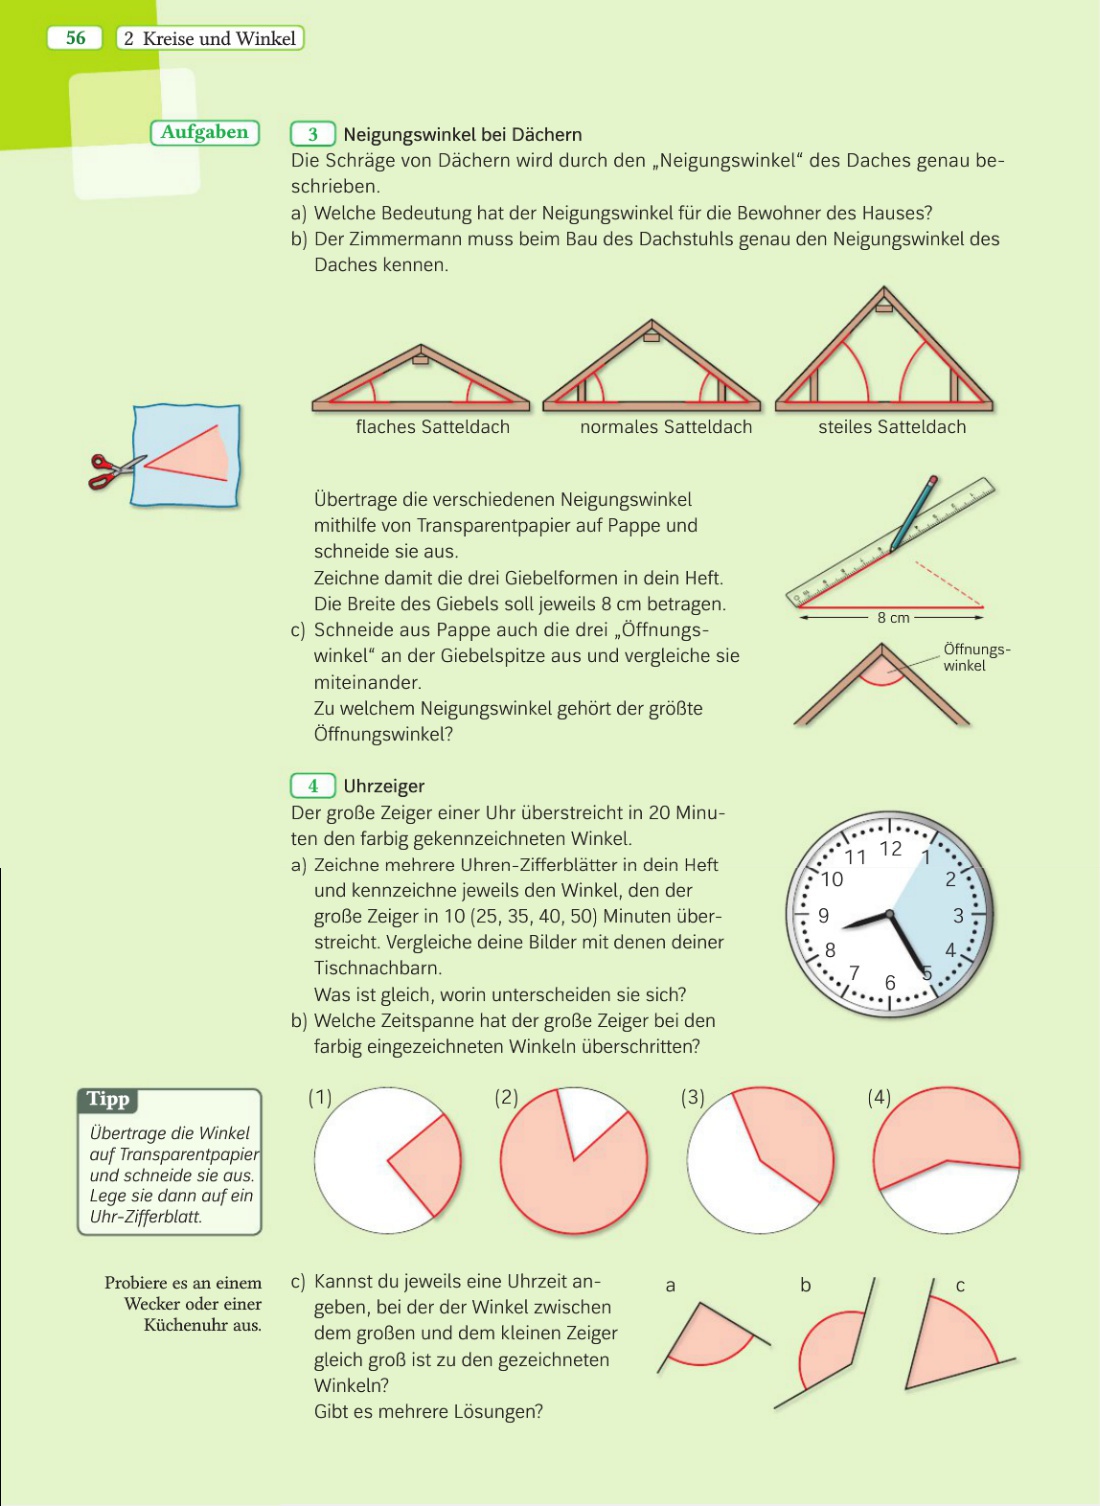 56
2 Kreise und Winkel
Aufgaben
3 Neigungswinkel bei Dächern
Die Schräge von Dächern wird durch den „Neigungswinkel“ des Daches genau be-
schrieben.
a) Welche Bedeutung hat der Neigungswinkel für die Bewohner des Hauses?
b) Der Zimmermann muss beim Bau des Dachstuhls genau den Neigungswinkel des
Daches kennen.
flaches Satteldach
normales Satteldach
steiles Satteldach
Übertrage die verschiedenen Neigungswinkel
mithilfe von Transparentpapier auf Pappe und
schneide sie aus.
Zeichne damit die drei Giebelformen in dein Heft.
Die Breite des Giebels soll jeweils 8 cm betragen.
8 cm
c) Schneide aus Pappe auch die drei „Öffnungs-
winkel“ an der Giebelspitze aus und vergleiche sie
miteinander.
Zu welchem Neigungswinkel gehört der größte
Öffnungswinkel?
Öffnungs-
winkel
4 Uhrzeiger
Der große Zeiger einer Uhr überstreicht in 20 Minu-
ten den farbig gekennzeichneten Winkel.
a) Zeichne mehrere Uhren-Zifferblätter in dein Heft
und kennzeichne jeweils den Winkel, den der
große Zeiger in 10 (25, 35, 40, 50) Minuten über-
streicht. Vergleiche deine Bilder mit denen deiner
Tischnachbarn.
Was ist gleich, worin unterscheiden sie sich?
b) Welche Zeitspanne hat der große Zeiger bei den
farbig eingezeichneten Winkeln überschritten?
12
1
2
3
4
5
6
7
8
9
10
11
Tipp
Übertrage die Winkel
auf Transparentpapier
und schneide sie aus.
Lege sie dann auf ein
Uhr-Zifferblatt.
(1)
(2)
(3)
(4)
Probiere es an einem
Wecker oder einer
Küchenuhr aus.
c) Kannst du jeweils eine Uhrzeit an-
geben, bei der der Winkel zwischen
dem großen und dem kleinen Zeiger
gleich groß ist zu den gezeichneten
Winkeln?
Gibt es mehrere Lösungen?
a
b
c